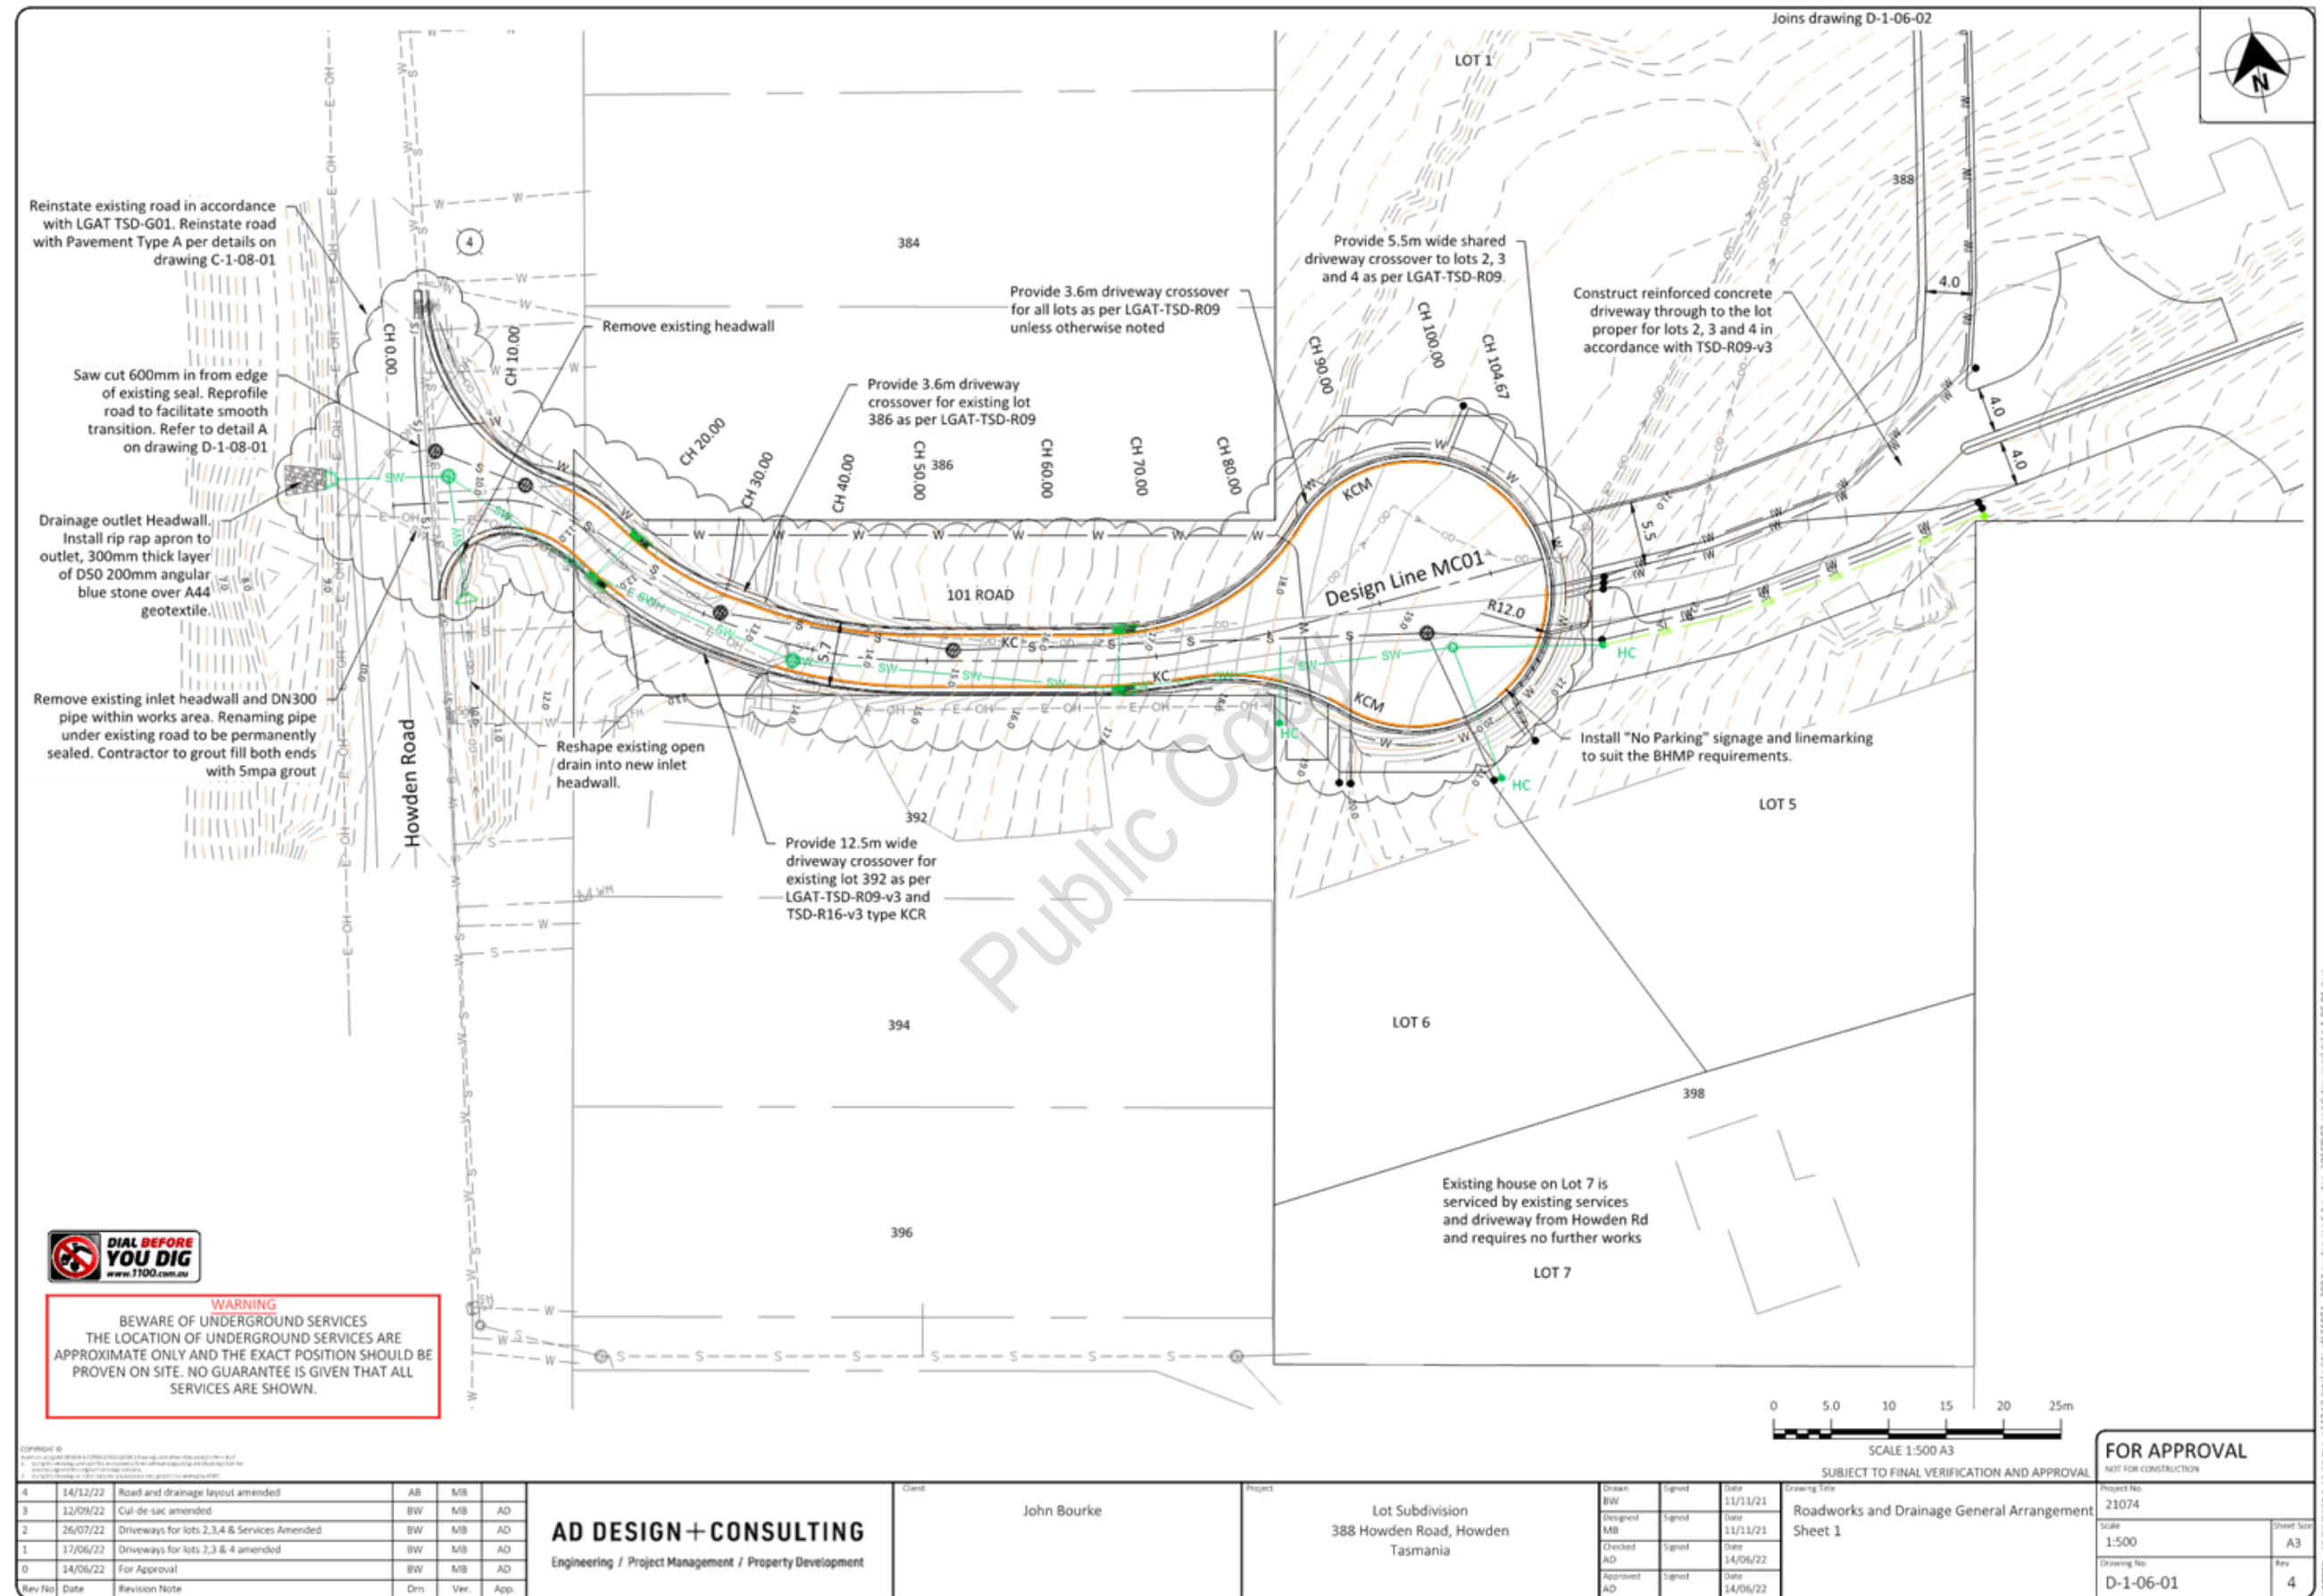 Joins drawing D-1-06-02
N
LOT 1
388
384
4
Reinstate existing road in accordance
with LGAT TSD-G01. Reinstate road
with Pavement Type A per details on
drawing C-1-08-01
Saw cut 600mm in from edge
of existing seal. Reprofile
road to facilitate smooth
transition. Refer to detail A
on drawing D-1-08-01
Drainage outlet Headwall.
Install rip rap apron to
outlet, 300mm thick layer
of D50 200mm angular
blue stone over A44
geotextile.
Remove existing inlet headwall and DN300
pipe within works area. Renaming pipe
under existing road to be permanently
sealed. Contractor to grout fill both ends
with 5mpa grout
Remove existing headwall
Provide 3.6m driveway
crossover for existing lot
386 as per LGAT-TSD-R09
Provide 3.6m driveway crossover
for all lots as per LGAT-TSD-R09
unless otherwise noted
Provide 5.5m wide shared
driveway crossover to lots 2, 3
and 4 as per LGAT-TSD-R09.
Construct reinforced concrete
driveway through to the lot
proper for lots 2, 3 and 4 in
accordance with TSD-R09-v3
CH 0.00
CH 10.00
CH 20.00
CH 30.00
CH 40.00
CH 50.00
CH 60.00
CH 70.00
CH 80.00
CH 90.00
CH 100.00
CH 104.67
386
101 ROAD
Design Line MC01
R12.0
KCM
KCM
KC
KC
5.7
5.5
4.0
4.0
4.0
HC
HC
HC
Howden Road
Reshape existing open
drain into new inlet
headwall.
Provide 12.5m wide
driveway crossover for
existing lot 392 as per
LGAT-TSD-R09-v3 and
TSD-R16-v3 type KCR
Install "No Parking" signage and linemarking
to suit the BHMP requirements.
392
394
396
LOT 5
LOT 6
398
Existing house on Lot 7 is
serviced by existing services
and driveway from Howden Rd
and requires no further works
LOT 7
Public Copy
DIAL BEFORE
YOU DIG
www.1100.com.au
WARNING
BEWARE OF UNDERGROUND SERVICES
THE LOCATION OF UNDERGROUND SERVICES ARE
APPROXIMATE ONLY AND THE EXACT POSITION SHOULD BE
PROVEN ON SITE. NO GUARANTEE IS GIVEN THAT ALL
SERVICES ARE SHOWN.
0 5.0 10 15 20 25m
SCALE 1:500 A3
SUBJECT TO FINAL VERIFICATION AND APPROVAL
FOR APPROVAL
NOT FOR CONSTRUCTION
COPYRIGHT ©
4 14/12/22 Road and drainage layout amended AB MB
3 12/09/22 Cul-de-sac amended BW MB AD
2 26/07/22 Driveways for lots 2,3,4 & Services Amended BW MB AD
1 17/06/22 Driveways for lots 2,3 & 4 amended BW MB AD
0 14/06/22 For Approval BW MB AD
Rev No Date Revision Note Drn Ver. App.
AD DESIGN+CONSULTING
Engineering / Project Management / Property Development
Client
John Bourke
Project
Lot Subdivision
388 Howden Road, Howden
Tasmania
Drawn Signed Date
BW 11/11/21
Designed Signed Date
MB 11/11/21
Checked Signed Date
AD 14/06/22
Approved Signed Date
AD 14/06/22
Drawing Title
Roadworks and Drainage General Arrangement
Sheet 1
Project No.
21074
Scale
1:500
Sheet Size
A3
Drawing No.
D-1-06-01
Rev
4